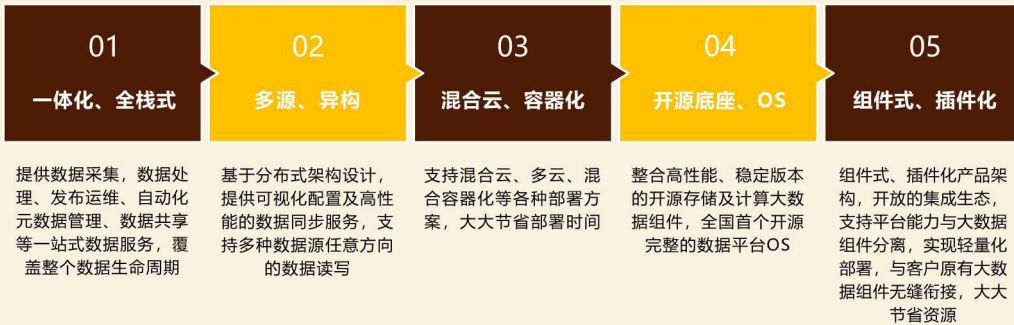 01
一体化、全栈式
提供数据采集，数据处
理、发布运维、自动化
元数据管理、数据共享
等一站式数据服务，覆
盖整个数据生命周期
02
多源、异构
基于分布式架构设计，
提供可视化配置及高性
能的数据同步服务，支
持多种数据源任意方向
的数据读写
03
混合云、容器化
支持混合云、多云、混
合容器化等各种部署方
案，大大节省部署时间
04
开源底座、OS
整合高性能、稳定版本
的开源存储及计算大数
据组件，全国首个开源
完整的数据平台OS
05
组件式、插件化
组件式、插件化产品架
构，开放的集成生态，
支持平台能力与大数据
组件分离，实现轻量化
部署，与客户原有大数
据组件无缝衔接，大大
节省资源